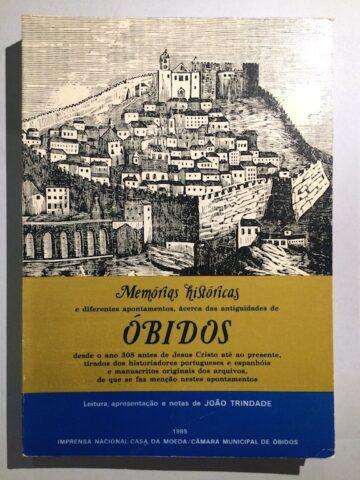 Memórias históricas
e diferentes apontamentos, ácerca das antiguidades de
ÓBIDOS
desde o ano 308 antes de Jesus Cristo até ao presente,
tirados dos historiadores portugueses e espanhóis
e manuscritos originais dos arquivos,
de que se faz menção nestes apontamentos
Leitura, apresentação e notas de JOÃO TRINDADE
1985
IMPRENSA NACIONAL-CASA DA MOEDA/CÂMARA MUNICIPAL DE ÓBIDOS